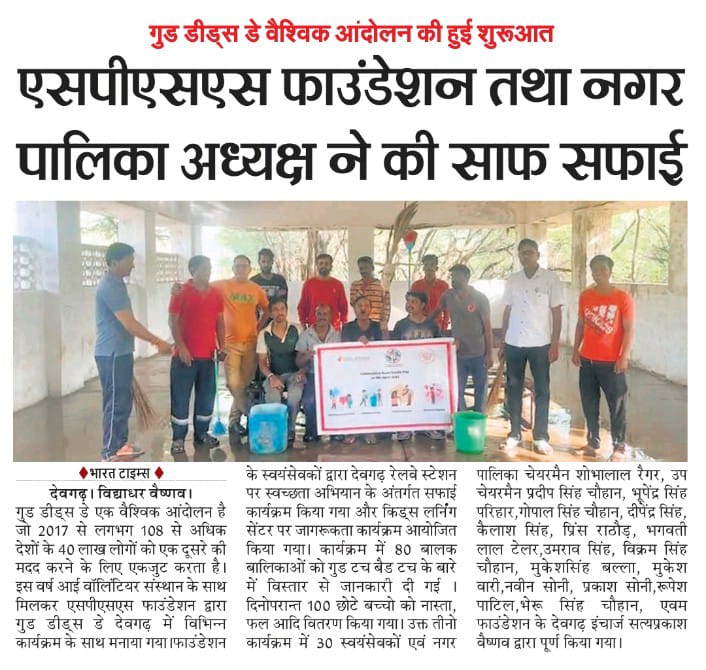 गुड डीड्स डे वैश्विक आंदोलन की हुई शुरूआत
एसपीएसएस फाउंडेशन तथा नगर
पालिका अध्यक्ष ने की साफ सफाई
♦भारत टाइम्स ♦
देवगढ़। विद्याधर वैष्णव।
गुड डीड्स डे एक वैश्विक आंदोलन है
जो 2017 से लगभग 108 से अधिक
देशों के 40 लाख लोगों को एक दूसरे की
मदद करने के लिए एकजुट करता है।
इस वर्ष आई वॉलिंटियर संस्थान के साथ
मिलकर एसपीएसएस फाउंडेशन द्वारा
गुड डीड्स डे देवगढ़ में विभिन्न
कार्यक्रम के साथ मनाया गया।फाउंडेशन
के स्वयंसेवकों द्वारा देवगढ़ रेलवे स्टेशन
पर स्वच्छता अभियान के अंतर्गत सफाई
कार्यक्रम किया गया और किड्स लर्निंग
सेंटर पर जागरूकता कार्यक्रम आयोजित
किया गया। कार्यक्रम में 80 बालक
बालिकाओं को गुड टच बैड टच के बारे
में विस्तार से जानकारी दी गई ।
दिनोपरान्त 100 छोटे बच्चो को नास्ता,
फल आदि वितरण किया गया। उक्त तीनो
कार्यक्रम में 30 स्वयंसेवकों एवं नगर
पालिका चेयरमैन शोभालाल रैगर, उप
चेयरमैन प्रदीप सिंह चौहान, भूपेंद्र सिंह
परिहार,गोपाल सिंह चौहान, दीपेंद्र सिंह,
कैलाश सिंह, प्रिंस राठौड़, भगवती
लाल टेलर,उमराव सिंह, विक्रम सिंह
चौहान, मुकेशसिंह बल्ला, मुकेश
वारी,नवीन सोनी, प्रकाश सोनी,रूपेश
पाटिल,भेरू सिंह चौहान, एवम
फाउंडेशन के देवगढ़ इंचार्ज सत्यप्रकाश
वैष्णव द्वारा पूर्ण किया गया।